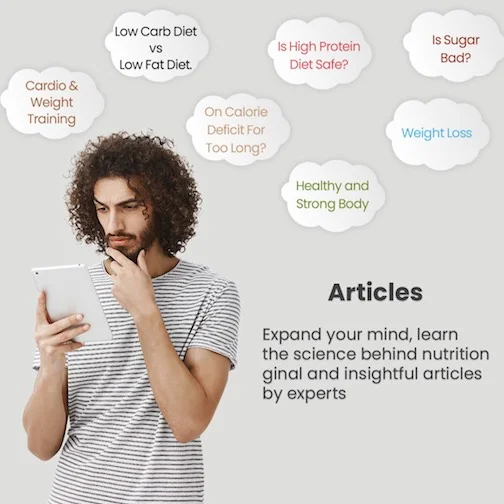 Low Carb Diet
vs
Low Fat Diet.
Is High Protein
Diet Safe?
Is Sugar
Bad?
Cardio &
Weight
Training
On Calorie
Deficit For
Too Long?
Weight Loss
Healthy and
Strong Body
Articles
Expand your mind, learn
the science behind nutrition
ginal and insightful articles
by experts